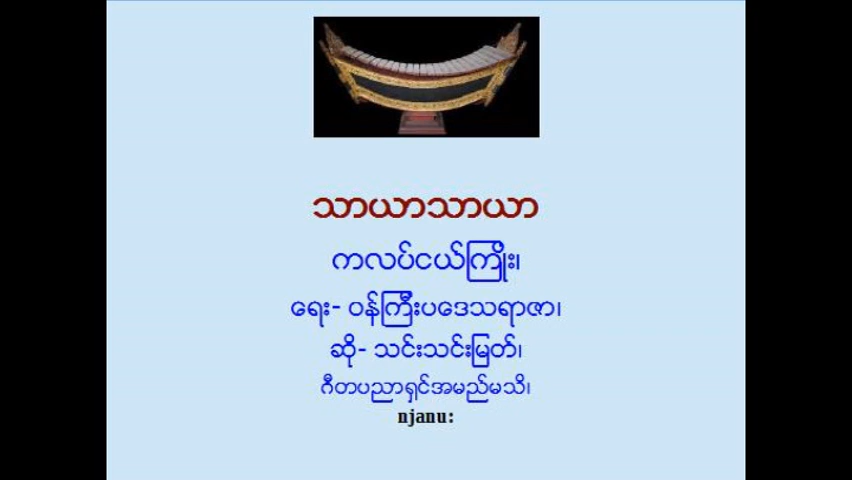 သာယာသာယာ
ကလပ်ငယ်ကြိုး၊
ရေး- ဝန်ကြီးပဒေသရာဇာ၊
ဆို- သင်းသင်းမြတ်၊
ဂီတပညာရှင်အမည်မသိ၊
njanu: